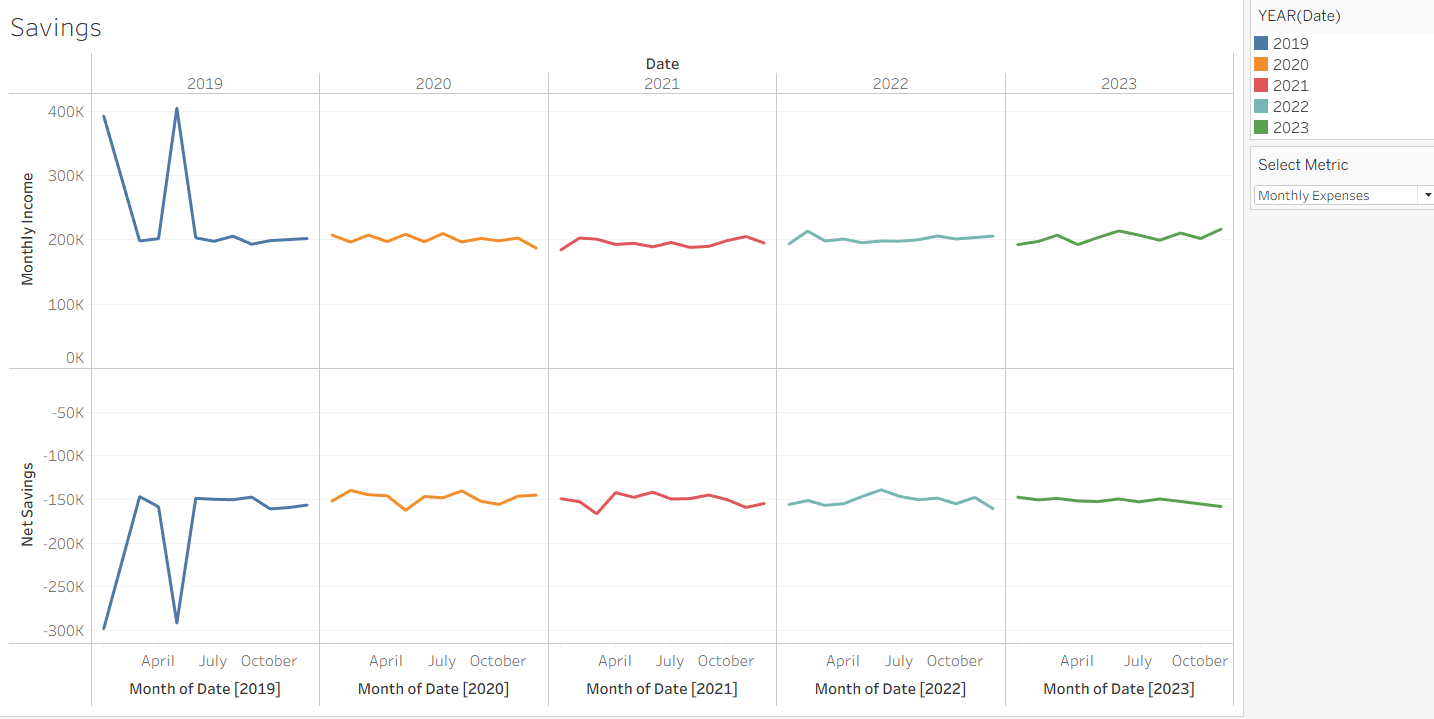 Savings
Date
2019 2020 2021 2022 2023
Monthly Income
400K
300K
200K
100K
0K
Net Savings
-50K
-100K
-150K
-200K
-250K
-300K
April July October April July October April July October April July October April July October
Month of Date [2019] Month of Date [2020] Month of Date [2021] Month of Date [2022] Month of Date [2023]
YEAR(Date)
2019
2020
2021
2022
2023
Select Metric
Monthly Expenses